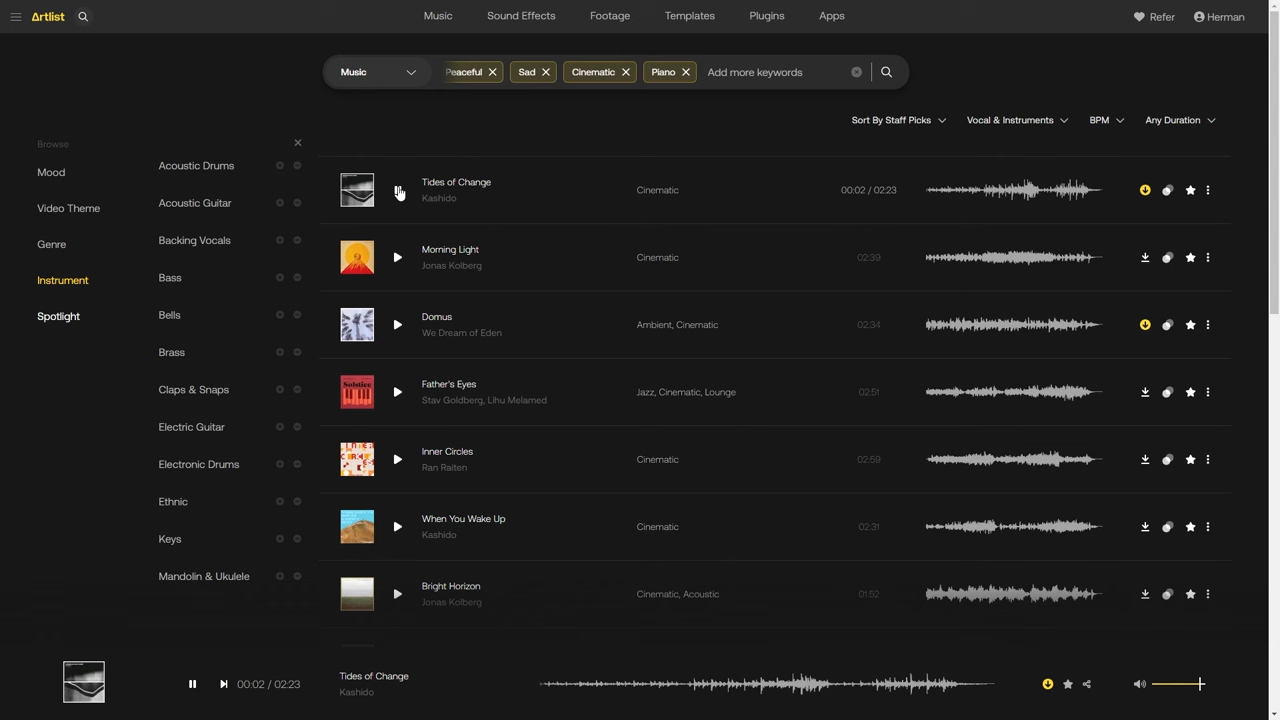 Artlist
Music
Sound Effects
Footage
Templates
Plugins
Apps
Refer
Herman
Music
Peaceful
Sad
Cinematic
Piano
Add more keywords
Sort By Staff Picks
Vocal & Instruments
BPM
Any Duration
Browse
Mood
Video Theme
Genre
Instrument
Spotlight
Acoustic Drums
Acoustic Guitar
Backing Vocals
Bass
Bells
Brass
Claps & Snaps
Electric Guitar
Electronic Drums
Ethnic
Keys
Mandolin & Ukulele
Tides of Change
Kashido
Cinematic
00:02 / 02:23
Morning Light
Jonas Kolberg
Cinematic
02:39
Domus
We Dream of Eden
Ambient, Cinematic
02:34
Solstice
Father's Eyes
Stav Goldberg, Lihu Melamed
Jazz, Cinematic, Lounge
02:51
Inner Circles
Ran Raiten
Cinematic
02:59
When You Wake Up
Kashido
Cinematic
02:31
Bright Horizon
Jonas Kolberg
Cinematic, Acoustic
01:52
00:02 / 02:23
Tides of Change
Kashido